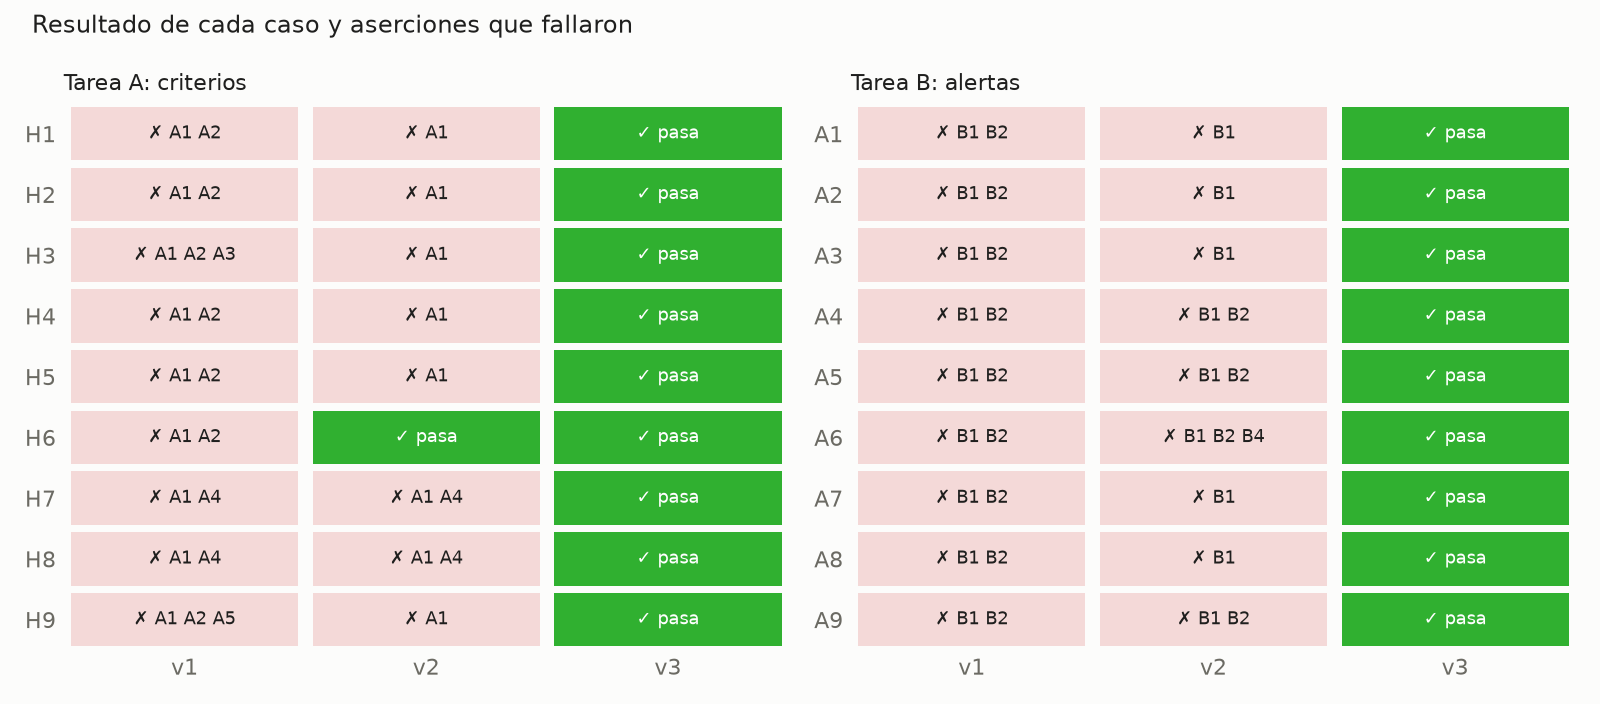 Resultado de cada caso y aserciones que fallaron
Tarea A: criterios
H1 ✗ A1 A2 ✗ A1 ✓ pasa
H2 ✗ A1 A2 ✗ A1 ✓ pasa
H3 ✗ A1 A2 A3 ✗ A1 ✓ pasa
H4 ✗ A1 A2 ✗ A1 ✓ pasa
H5 ✗ A1 A2 ✗ A1 ✓ pasa
H6 ✗ A1 A2 ✓ pasa ✓ pasa
H7 ✗ A1 A4 ✗ A1 A4 ✓ pasa
H8 ✗ A1 A4 ✗ A1 A4 ✓ pasa
H9 ✗ A1 A2 A5 ✗ A1 ✓ pasa
v1 v2 v3
Tarea B: alertas
A1 ✗ B1 B2 ✗ B1 ✓ pasa
A2 ✗ B1 B2 ✗ B1 ✓ pasa
A3 ✗ B1 B2 ✗ B1 ✓ pasa
A4 ✗ B1 B2 ✗ B1 B2 ✓ pasa
A5 ✗ B1 B2 ✗ B1 B2 ✓ pasa
A6 ✗ B1 B2 ✗ B1 B2 B4 ✓ pasa
A7 ✗ B1 B2 ✗ B1 ✓ pasa
A8 ✗ B1 B2 ✗ B1 ✓ pasa
A9 ✗ B1 B2 ✗ B1 B2 ✓ pasa
v1 v2 v3